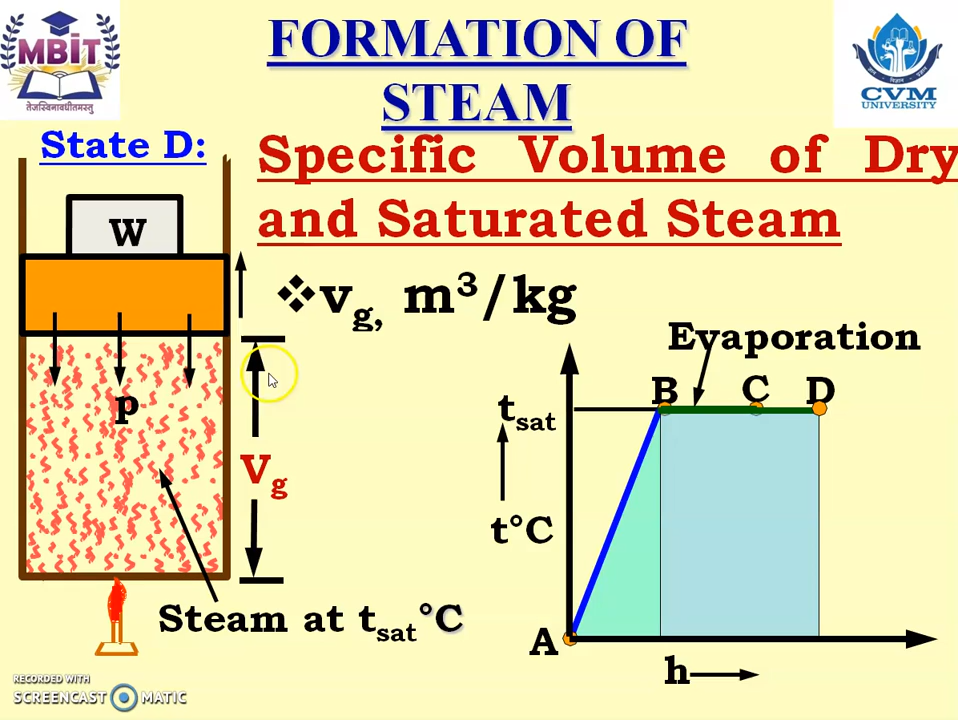 MBiT
तेजस्विनावधीतमस्तु
FORMATION OF
STEAM
CVM
UNIVERSITY
State D:
Specific Volume of Dry
and Saturated Steam
W
❖vg, m³/kg
Evaporation
B C D
tsat
p
Vg
t°C
Steam at tsat°C
A
h
RECORDED WITH
SCREENCAST MATIC